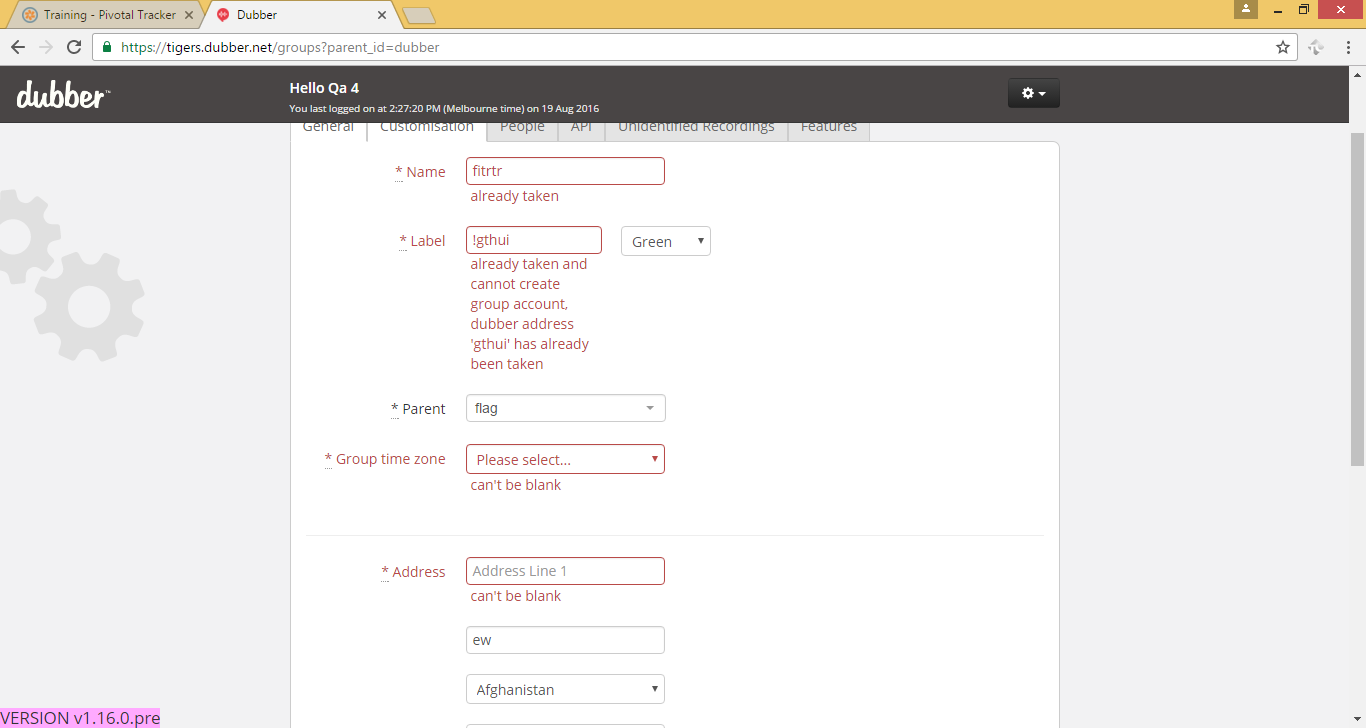 Training - Pivotal Tracker
Dubber
https://tigers.dubber.net/groups?parent_id=dubber
dubber™
Hello Qa 4
You last logged on at 2:27:20 PM (Melbourne time) on 19 Aug 2016
General Customisation People API Unidentified Recordings Features
* Name fitrtr
already taken
* Label !gthui Green
already taken and
cannot create
group account,
dubber address
'gthui' has already
been taken
* Parent flag
* Group time zone Please select...
can't be blank
* Address Address Line 1
can't be blank
ew
Afghanistan
VERSION v1.16.0.pre